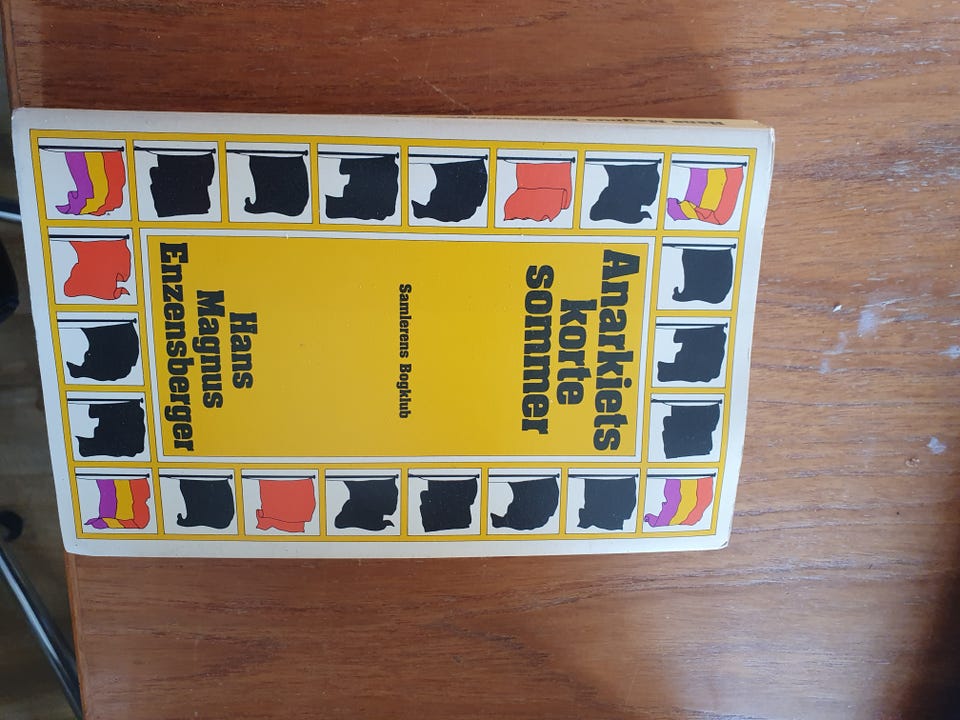 Anarkiets
korte
sommer
Samlerens Bogklub
Hans
Magnus
Enzensberger